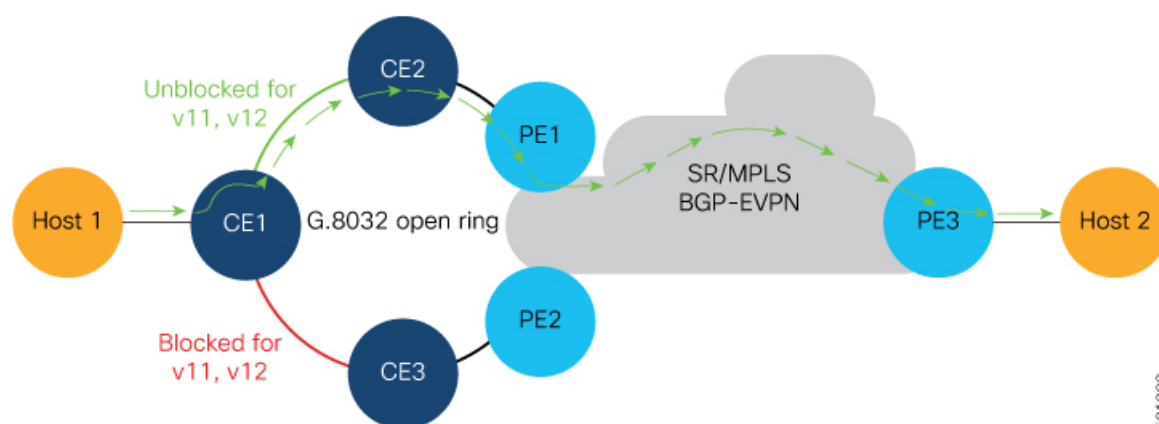 CE2
Unblocked for
v11, v12
PE1
SR/MPLS
BGP-EVPN
Host 1
CE1
G.8032 open ring
PE3
Host 2
PE2
Blocked for
v11, v12
CE3